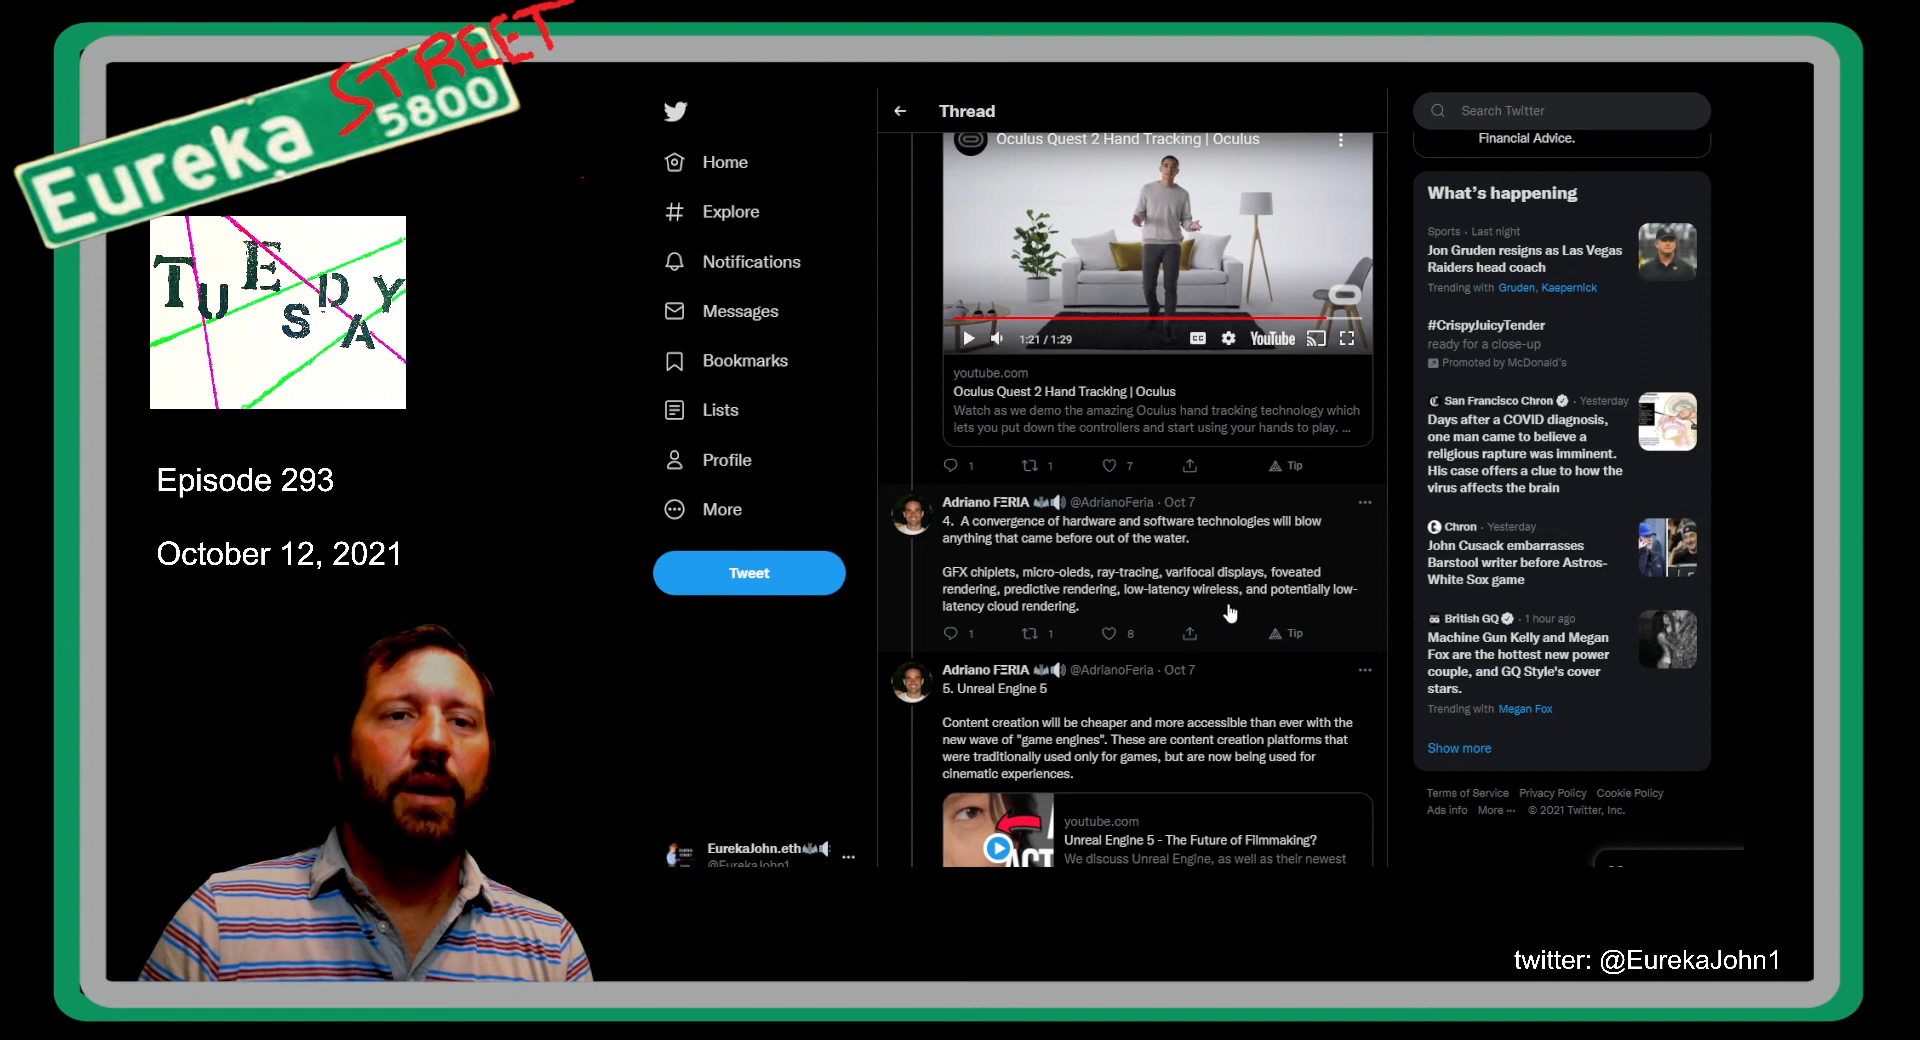 Eureka STREET
5800
TUESDAY
Episode 293
October 12, 2021
Home
Explore
Notifications
Messages
Bookmarks
Lists
Profile
More
Tweet
EurekaJohn.eth
@EurekaJohn1
Thread
Oculus Quest 2 Hand Tracking | Oculus
1:21 / 1:29
CC
YouTube
youtube.com
Oculus Quest 2 Hand Tracking | Oculus
Watch as we demo the amazing Oculus hand tracking technology which
lets you put down the controllers and start using your hands to play. ...
1 1 7 Tip
Adriano FΞRIA @AdrianoFeria · Oct 7
4. A convergence of hardware and software technologies will blow
anything that came before out of the water.
GFX chiplets, micro-oleds, ray-tracing, varifocal displays, foveated
rendering, predictive rendering, low-latency wireless, and potentially low-
latency cloud rendering.
1 1 8 Tip
Adriano FΞRIA @AdrianoFeria · Oct 7
5. Unreal Engine 5
Content creation will be cheaper and more accessible than ever with the
new wave of "game engines". These are content creation platforms that
were traditionally used only for games, but are now being used for
cinematic experiences.
ACT
youtube.com
Unreal Engine 5 - The Future of Filmmaking?
We discuss Unreal Engine, as well as their newest
Search Twitter
Financial Advice.
What's happening
Sports · Last night
Jon Gruden resigns as Las Vegas
Raiders head coach
Trending with Gruden, Kaepernick
#CrispyJuicyTender
ready for a close-up
Promoted by McDonald's
San Francisco Chron · Yesterday
Days after a COVID diagnosis,
one man came to believe a
religious rapture was imminent.
His case offers a clue to how the
virus affects the brain
Chron · Yesterday
John Cusack embarrasses
Barstool writer before Astros-
White Sox game
British GQ · 1 hour ago
Machine Gun Kelly and Megan
Fox are the hottest new power
couple, and GQ Style's cover
stars.
Trending with Megan Fox
Show more
Terms of Service Privacy Policy Cookie Policy
Ads info More ··· © 2021 Twitter, Inc.
twitter: @EurekaJohn1